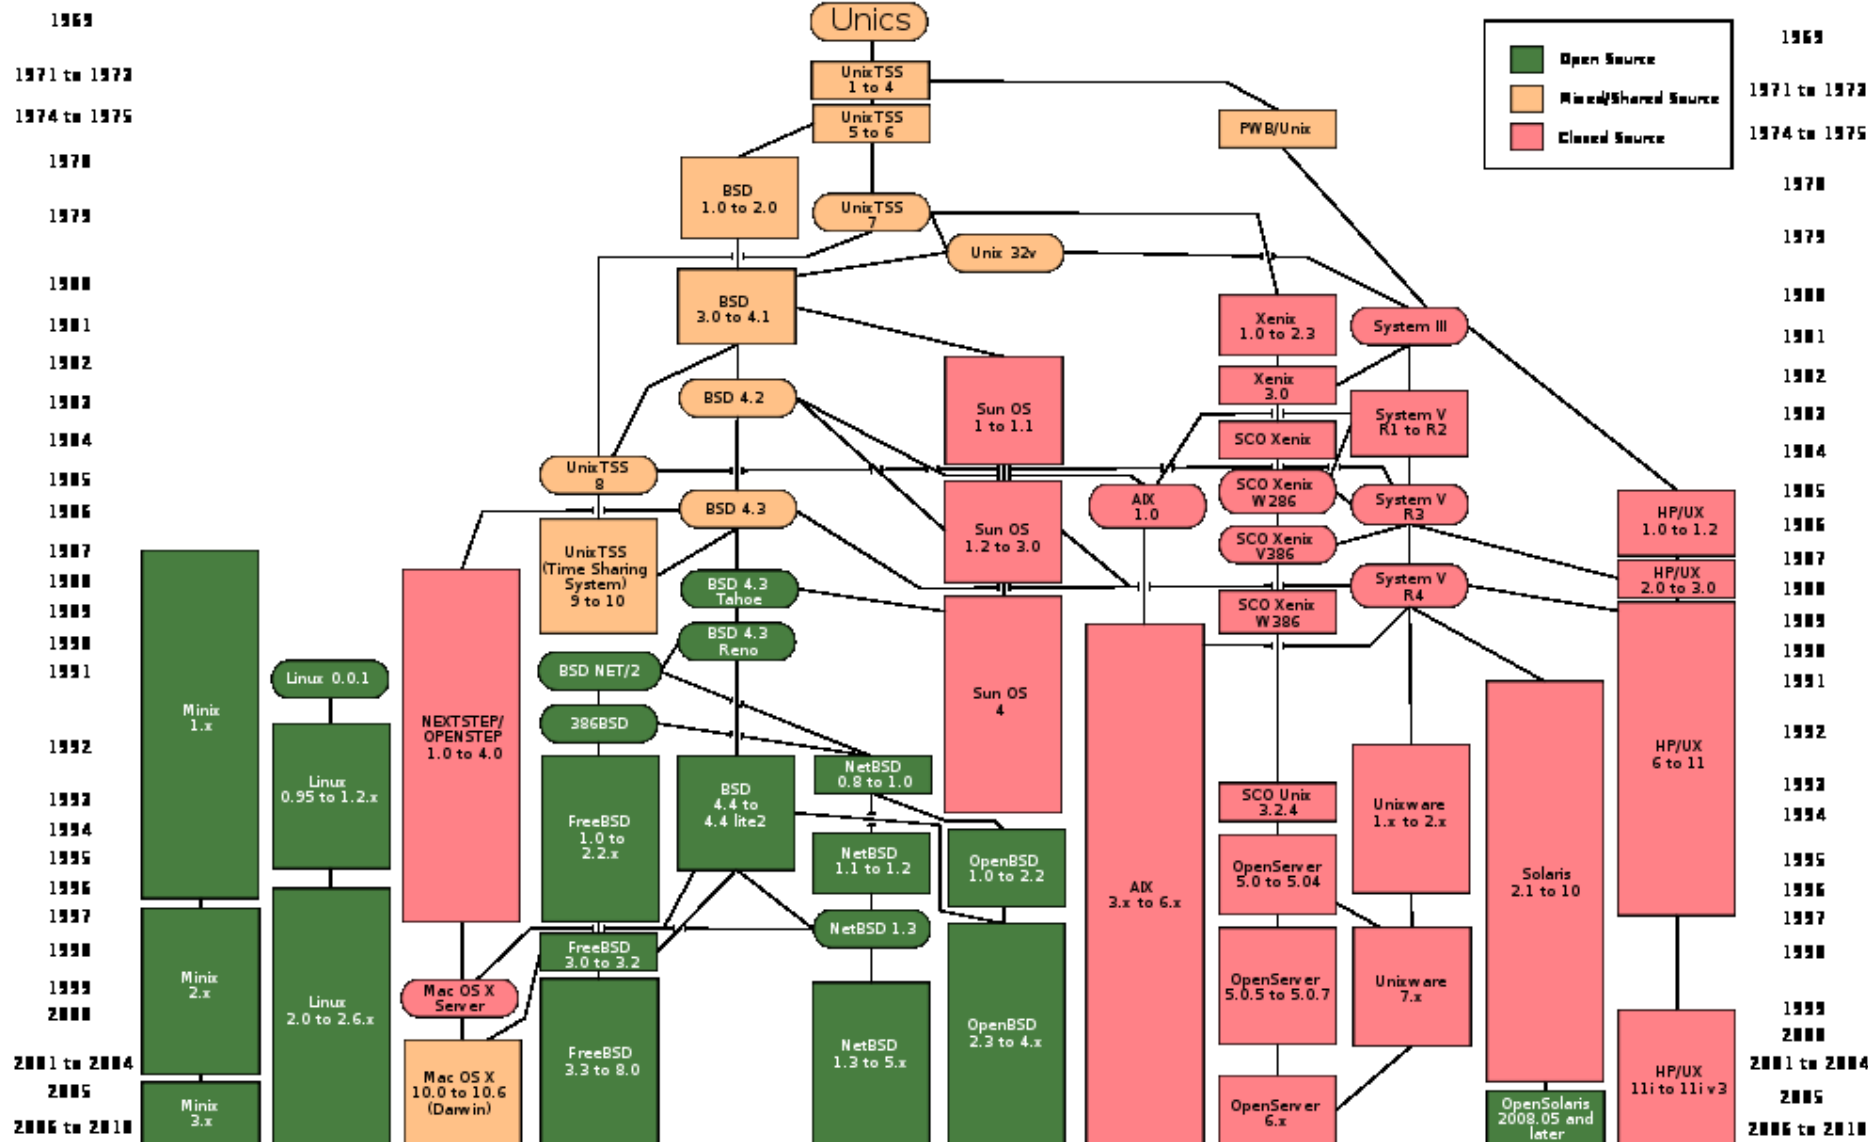 Unics
UnixTSS
1 to 4
UnixTSS
5 to 6
PWB/Unix
BSD
1.0 to 2.0
UnixTSS
7
Unix 32v
BSD
3.0 to 4.1
Xenix
1.0 to 2.3
System III
Xenix
3.0
BSD 4.2
Sun OS
1 to 1.1
System V
R1 to R2
SCO Xenix
UnixTSS
8
SCO Xenix
W286
AIX
1.0
System V
R3
BSD 4.3
Sun OS
1.2 to 3.0
HP/UX
1.0 to 1.2
SCO Xenix
V386
UnixTSS
(Time Sharing
System)
9 to 10
HP/UX
2.0 to 3.0
BSD 4.3
Tahoe
System V
R4
SCO Xenix
W386
BSD 4.3
Reno
BSD NET/2
Linux 0.0.1
Minix
1.x
386BSD
NEXTSTEP/
OPENSTEP
1.0 to 4.0
Sun OS
4
Linux
0.95 to 1.2.x
NetBSD
0.8 to 1.0
HP/UX
6 to 11
BSD
4.4 to
4.4 lite2
SCO Unix
3.2.4
Unixware
1.x to 2.x
FreeBSD
1.0 to
2.2.x
NetBSD
1.1 to 1.2
OpenBSD
1.0 to 2.2
OpenServer
5.0 to 5.04
Solaris
2.1 to 10
AIX
3.x to 6.x
NetBSD 1.3
FreeBSD
3.0 to 3.2
Minix
2.x
Mac OS X
Server
Linux
2.0 to 2.6.x
OpenServer
5.0.5 to 5.0.7
Unixware
7.x
OpenBSD
2.3 to 4.x
FreeBSD
3.3 to 8.0
NetBSD
1.3 to 5.x
Mac OS X
10.0 to 10.6
(Darwin)
HP/UX
11i to 11i v3
Minix
3.x
OpenServer
6.x
OpenSolaris
2008.05 and
later
Open Source
Mixed/Shared Source
Closed Source
1969
1971 to 1973
1974 to 1975
1978
1979
1980
1981
1982
1983
1984
1985
1986
1987
1988
1989
1990
1991
1992
1993
1994
1995
1996
1997
1998
1999
2000
2001 to 2004
2005
2006 to 2010
1969
1971 to 1973
1974 to 1975
1978
1979
1980
1981
1982
1983
1984
1985
1986
1987
1988
1989
1990
1991
1992
1993
1994
1995
1996
1997
1998
1999
2000
2001 to 2004
2005
2006 to 2010